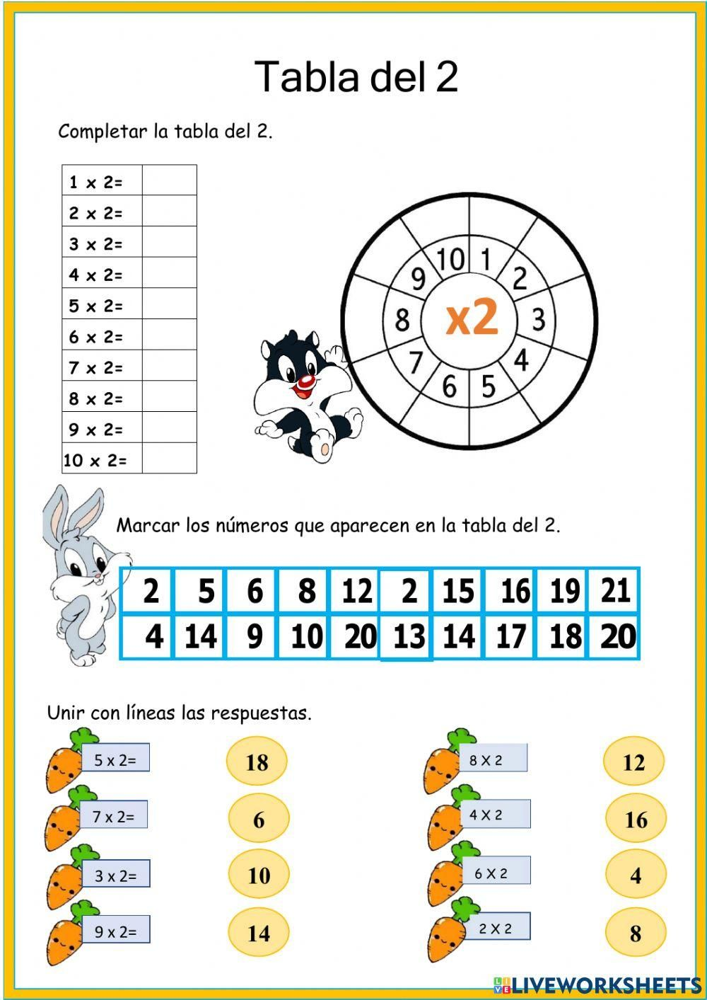 Tabla del 2
Completar la tabla del 2.
1 x 2=
2 x 2=
3 x 2=
4 x 2=
5 x 2=
6 x 2=
7 x 2=
8 x 2=
9 x 2=
10 x 2=
10 1
9 2
8 x2 3
7 4
6 5
Marcar los números que aparecen en la tabla del 2.
2 5 6 8 12 2 15 16 19 21
4 14 9 10 20 13 14 17 18 20
Unir con líneas las respuestas.
5 x 2= 18 8 X 2 12
7 x 2= 6 4 X 2 16
3 x 2= 10 6 X 2 4
9 x 2= 14 2 X 2 8
LIVE LIVEWORKSHEETS